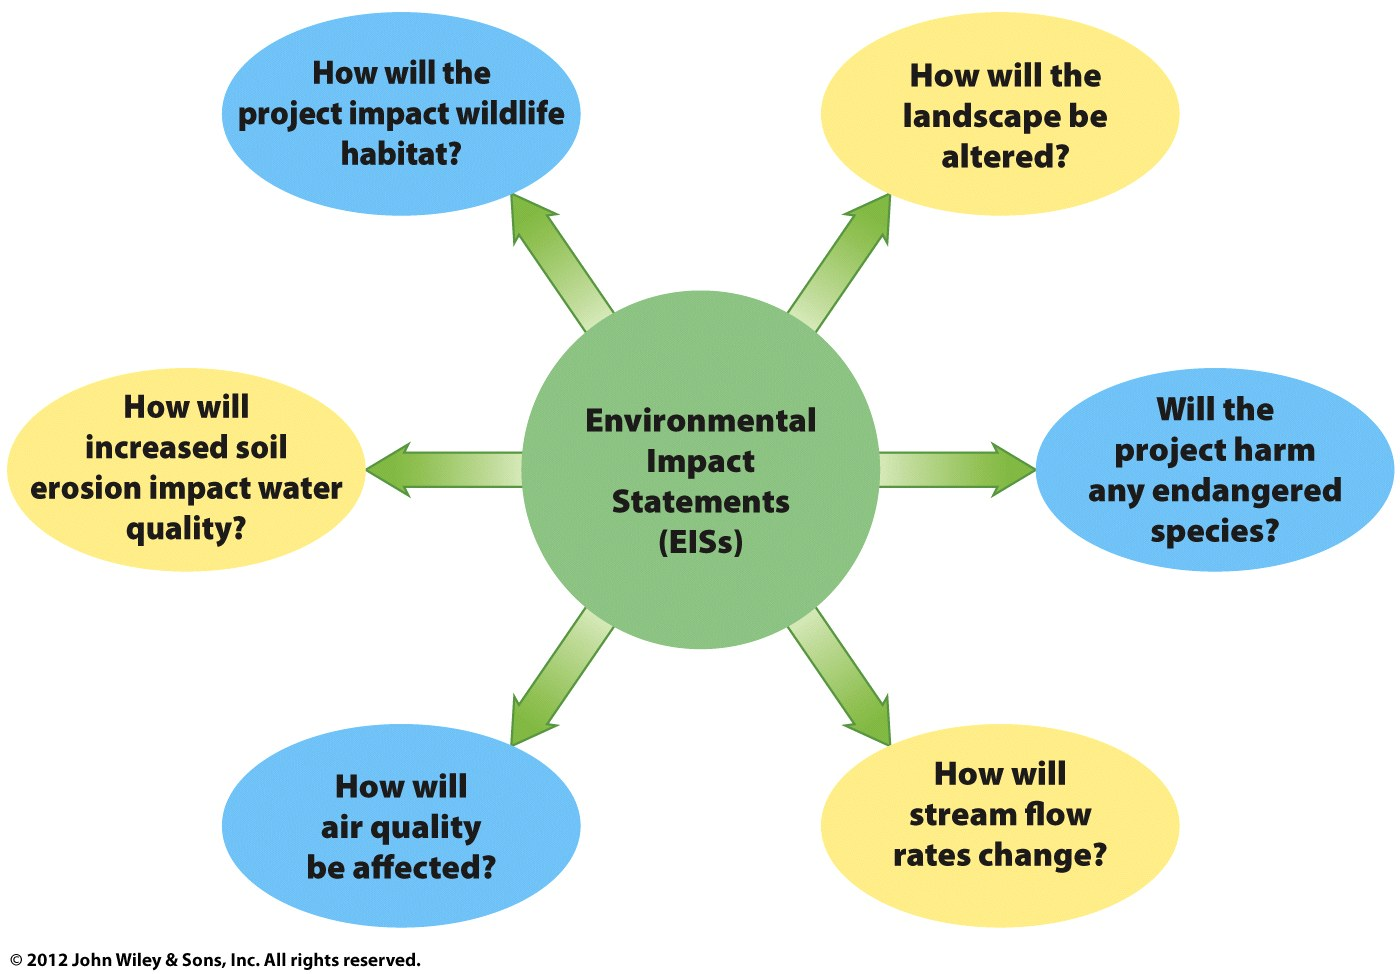 How will the
project impact wildlife
habitat?
How will the
landscape be
altered?
How will
increased soil
erosion impact water
quality?
Environmental
Impact
Statements
(EISs)
Will the
project harm
any endangered
species?
How will
air quality
be affected?
How will
stream flow
rates change?
© 2012 John Wiley & Sons, Inc. All rights reserved.